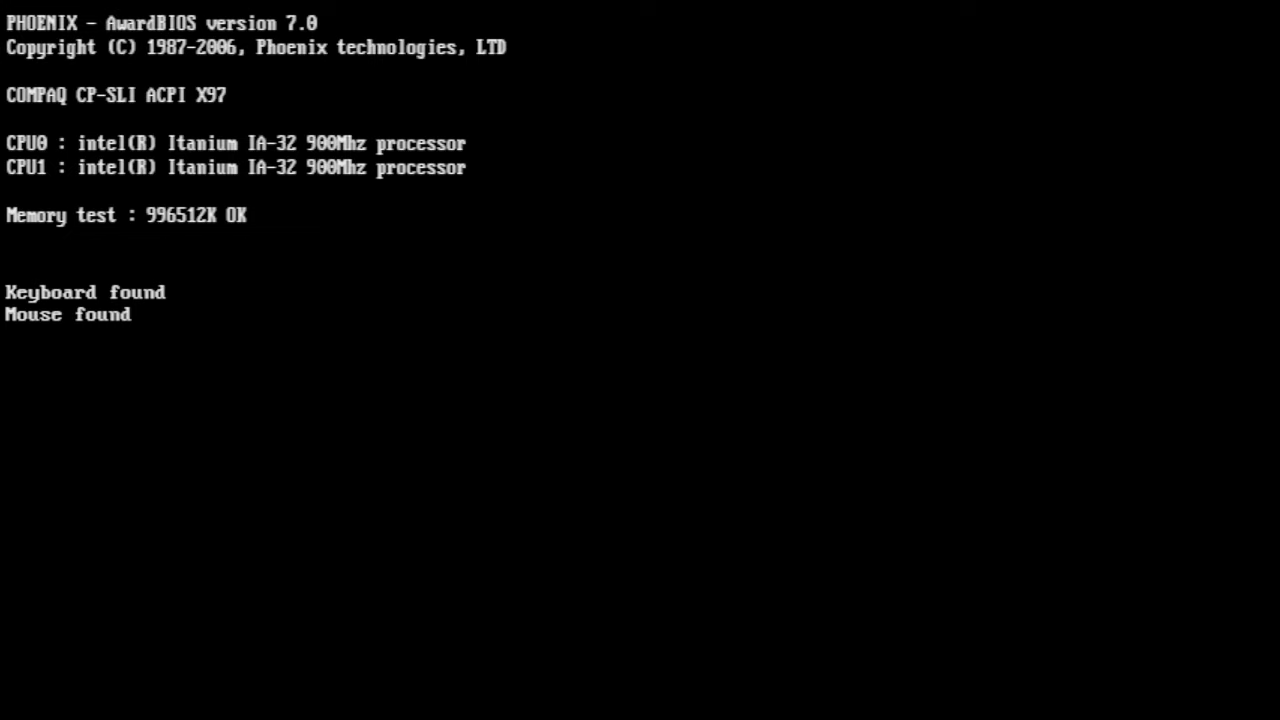 PHOENIX - AwardBIOS version 7.0
Copyright (C) 1987-2006, Phoenix technologies, LTD
COMPAQ CP-SLI ACPI X97
CPU0 : intel(R) Itanium IA-32 900Mhz processor
CPU1 : intel(R) Itanium IA-32 900Mhz processor
Memory test : 996512K OK
Keyboard found
Mouse found